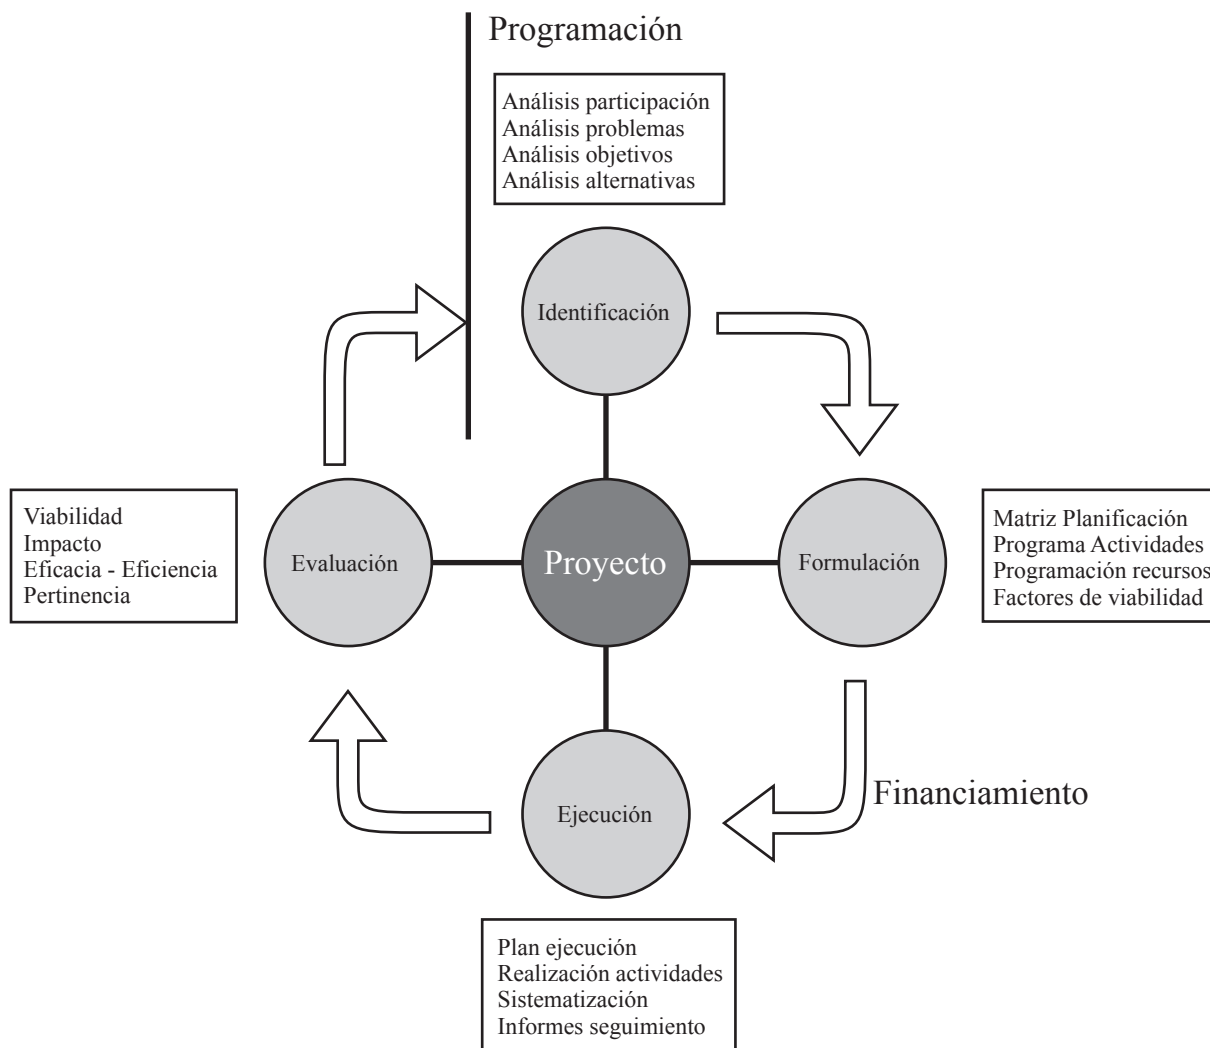 Programación
Análisis participación
Análisis problemas
Análisis objetivos
Análisis alternativas
Identificación
Viabilidad
Impacto
Eficacia - Eficiencia
Pertinencia
Evaluación
Proyecto
Formulación
Matriz Planificación
Programa Actividades
Programación recursos
Factores de viabilidad
Financiamiento
Ejecución
Plan ejecución
Realización actividades
Sistematización
Informes seguimiento